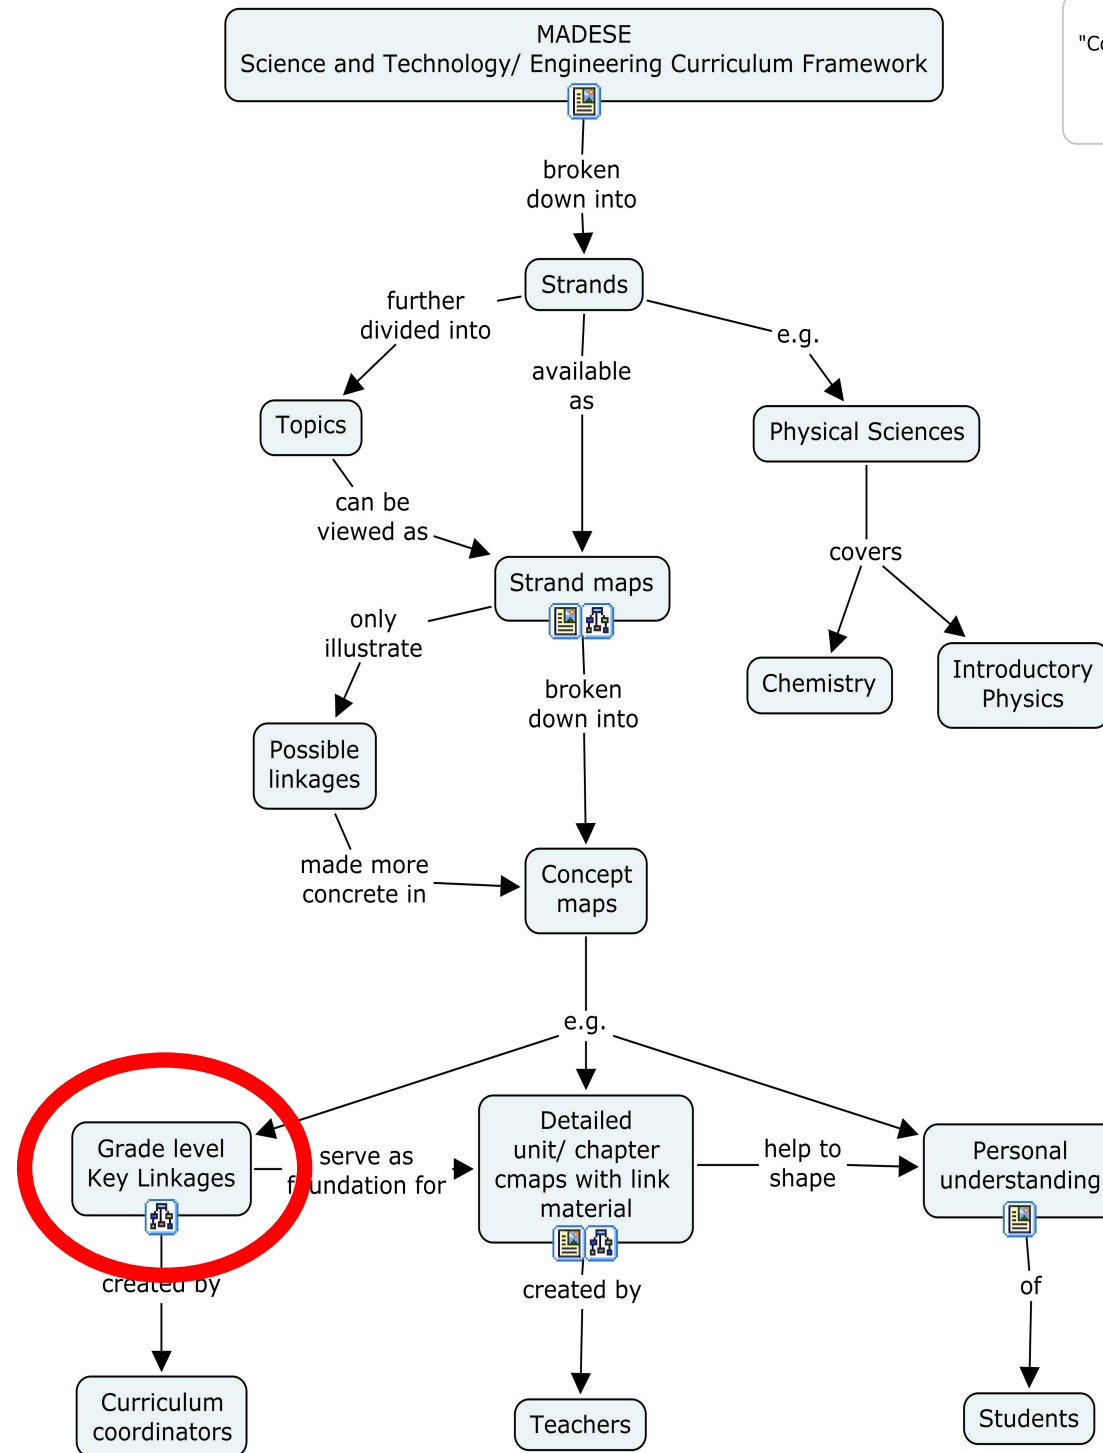 MADESE
Science and Technology/ Engineering Curriculum Framework
"Co
broken
down into
Strands
further
divided into
available
as
e.g.
Topics
Physical Sciences
can be
viewed as
covers
Strand maps
only
illustrate
Chemistry
Introductory
Physics
broken
down into
Possible
linkages
made more
concrete in
Concept
maps
e.g.
Grade level
Key Linkages
serve as
foundation for
Detailed
unit/ chapter
cmaps with link
material
help to
shape
Personal
understanding
created by
created by
of
Curriculum
coordinators
Teachers
Students